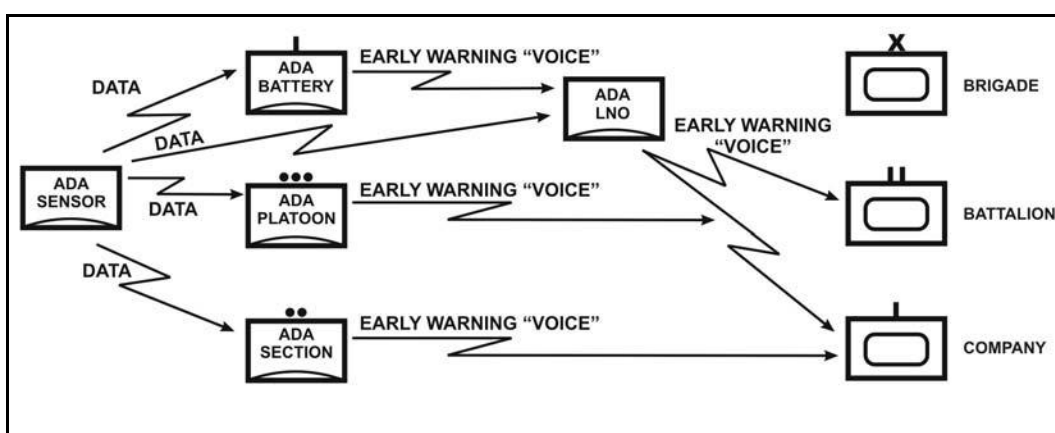 ADA
BATTERY
EARLY WARNING “VOICE”
X
BRIGADE
DATA
ADA
LNO
DATA
EARLY WARNING
“VOICE”
ADA
SENSOR
DATA
ADA
PLATOON
EARLY WARNING “VOICE”
BATTALION
DATA
ADA
SECTION
EARLY WARNING “VOICE”
COMPANY